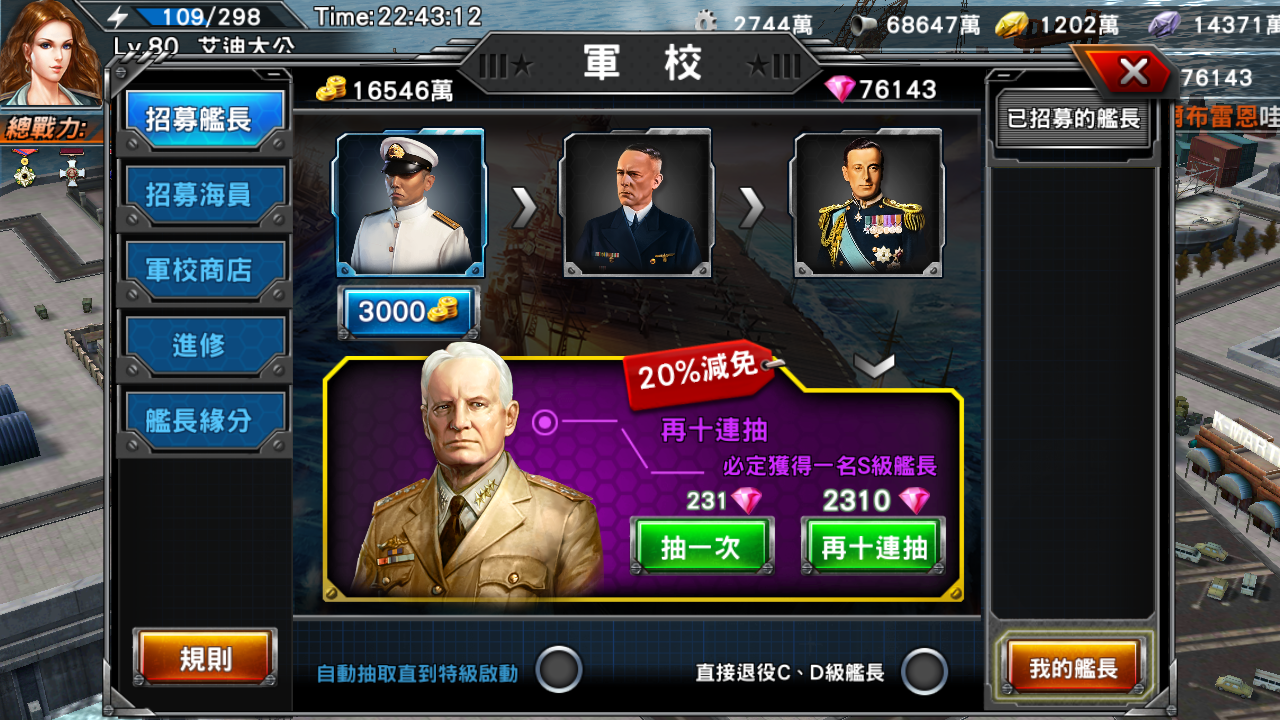 109/298
Time:22:43:12
2744萬
68647萬
1202萬
14371萬
Lv.80 艾迪大公
軍校
16546萬
76143
76143
總戰力:
招募艦長
招募海員
軍校商店
進修
艦長緣分
已招募的艦長
爾布雷恩哇
3000
20%減免
再十連抽
必定獲得一名S級艦長
231
2310
抽一次
再十連抽
K-MART
規則
自動抽取直到特級啟動
直接退役C、D級艦長
我的艦長